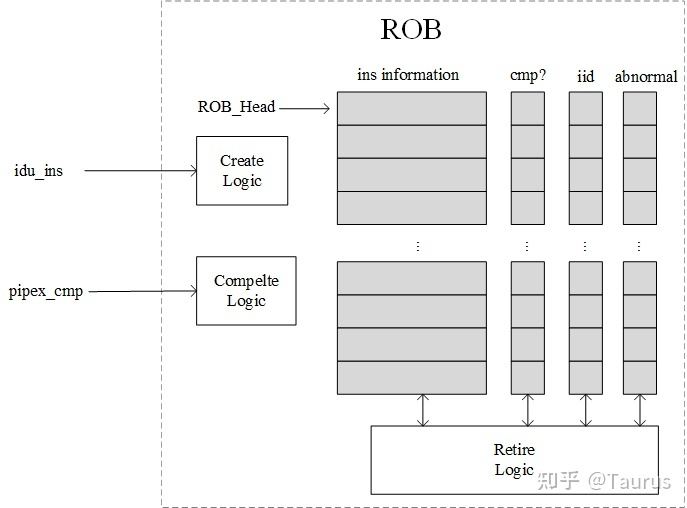 ROB
ins information cmp? iid abnormal
ROB_Head
Create
Logic
idu_ins
Compelte
Logic
pipex_cmp
Retire
Logic
知乎 @Taurus